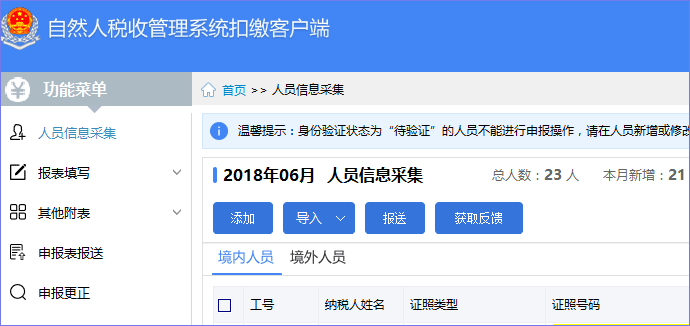 自然人税收管理系统扣缴客户端
功能菜单
首页 >> 人员信息采集
人员信息采集
报表填写
其他附表
申报表报送
申报更正
温馨提示：身份验证状态为“待验证”的人员不能进行申报操作，请在人员新增或修改
2018年06月 人员信息采集
总人数：23 人 本月新增：21
添加 导入 报送 获取反馈
境内人员 境外人员
工号 纳税人姓名 证照类型 证照号码